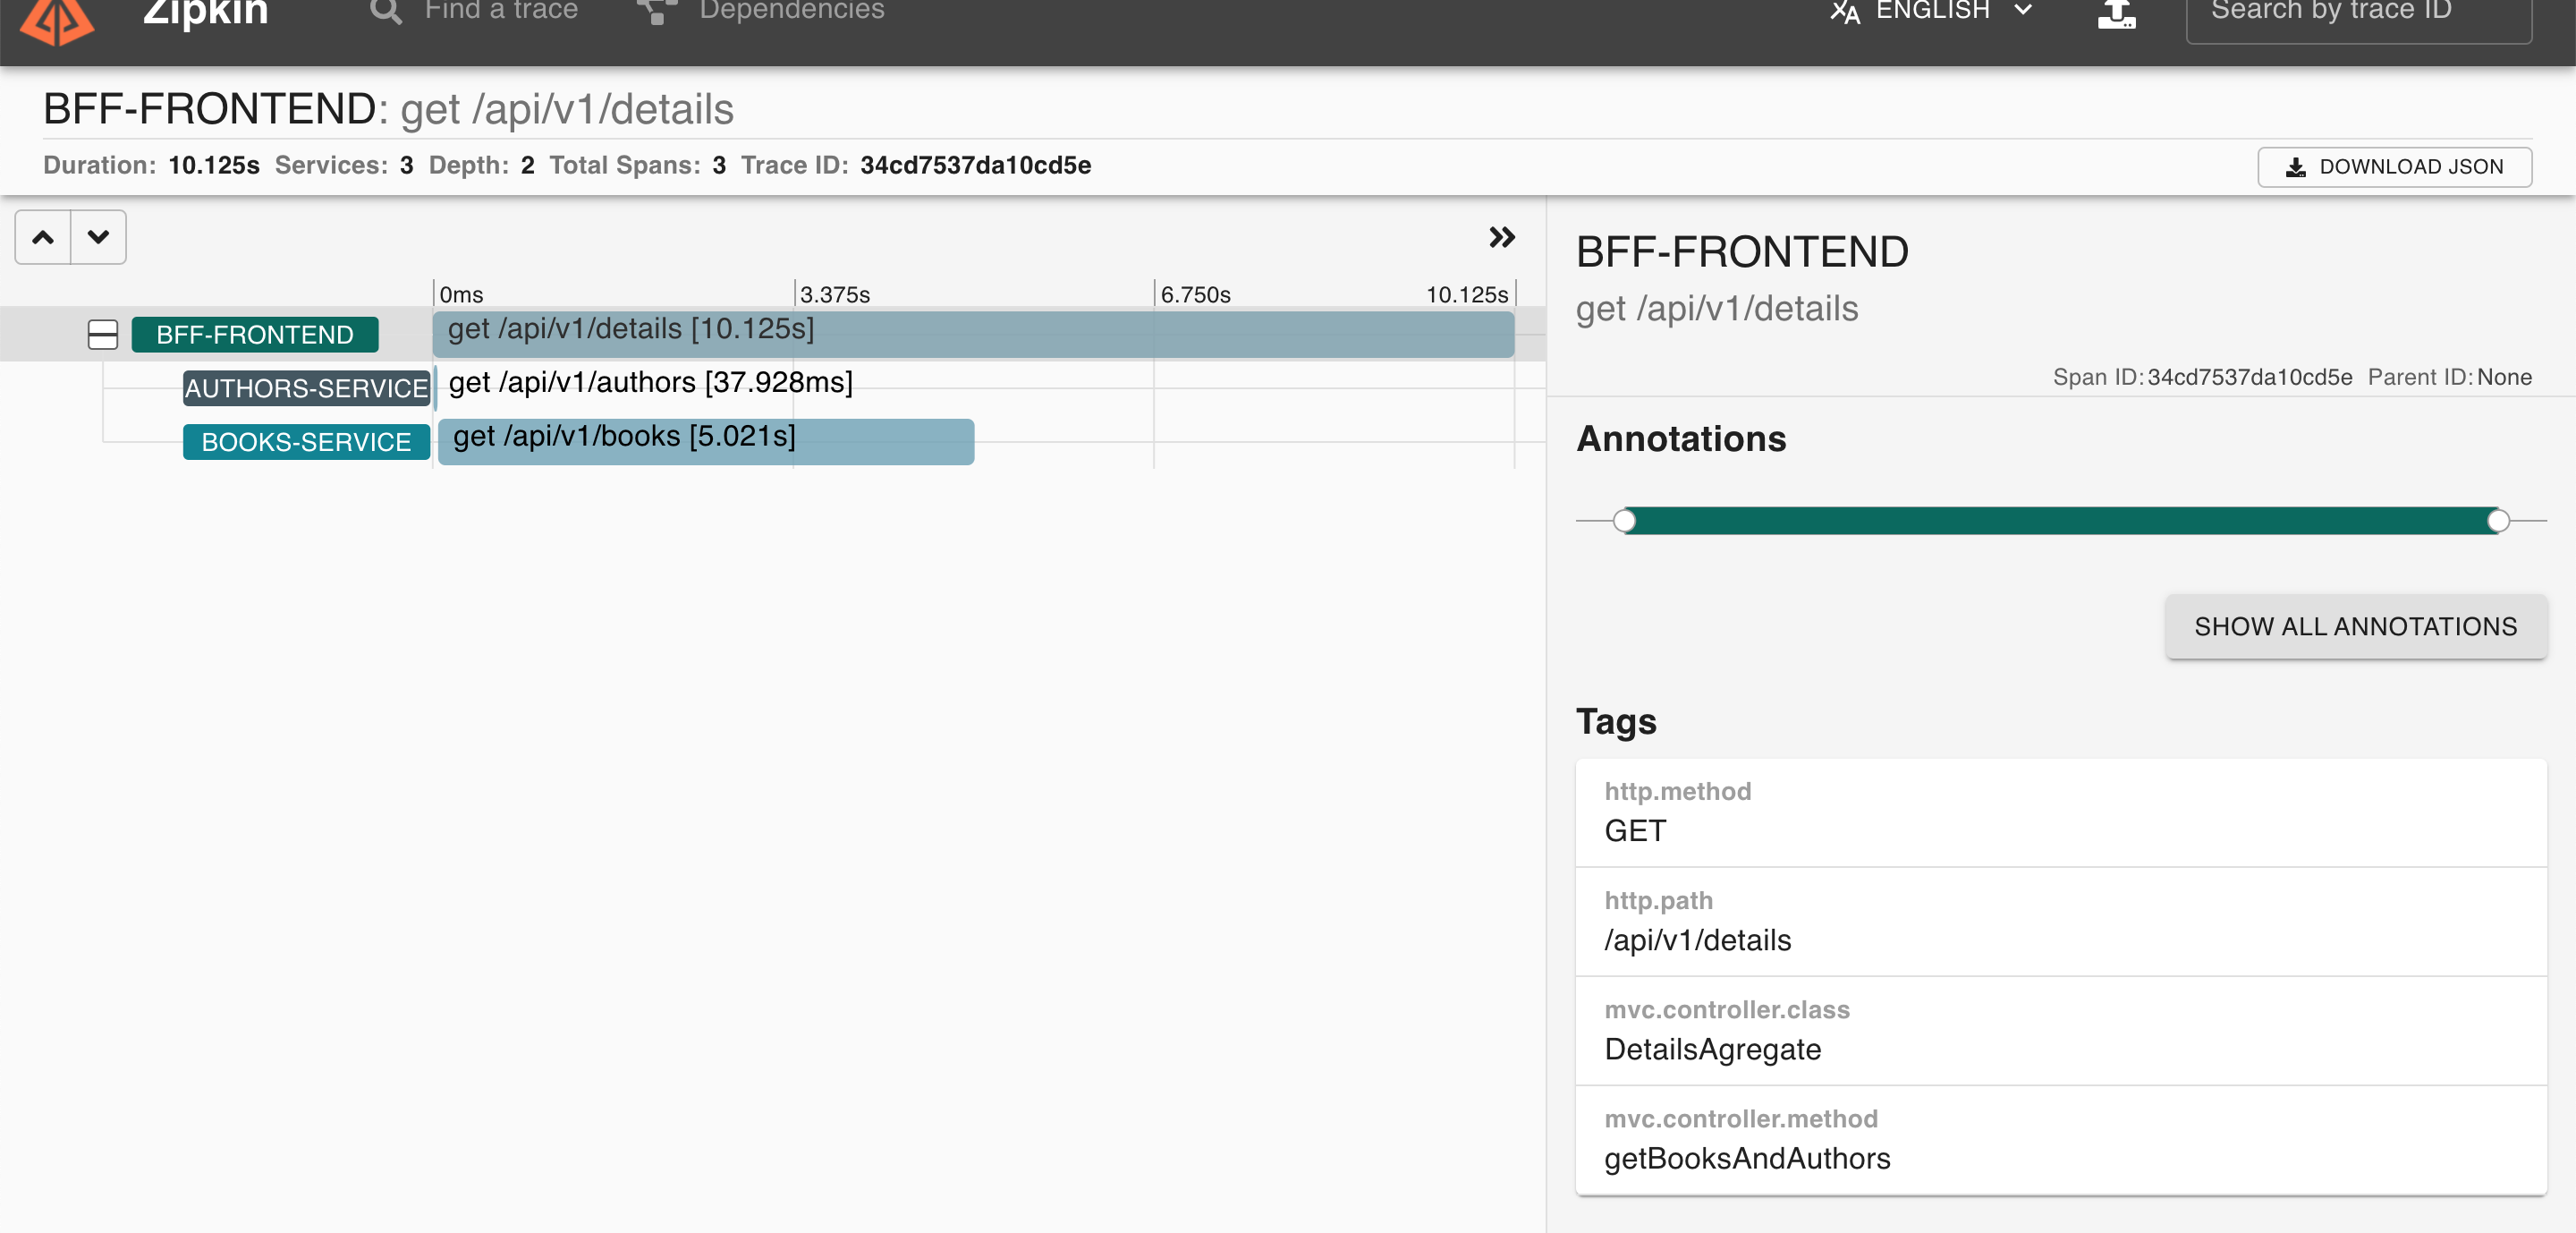 Zipkin Find a trace Dependencies ENGLISH Search by trace ID
BFF-FRONTEND: get /api/v1/details
Duration: 10.125s Services: 3 Depth: 2 Total Spans: 3 Trace ID: 34cd7537da10cd5e DOWNLOAD JSON
0ms 3.375s 6.750s 10.125s
BFF-FRONTEND get /api/v1/details [10.125s]
AUTHORS-SERVICE get /api/v1/authors [37.928ms]
BOOKS-SERVICE get /api/v1/books [5.021s]
BFF-FRONTEND
get /api/v1/details
Span ID: 34cd7537da10cd5e Parent ID: None
Annotations
SHOW ALL ANNOTATIONS
Tags
http.method
GET
http.path
/api/v1/details
mvc.controller.class
DetailsAgregate
mvc.controller.method
getBooksAndAuthors